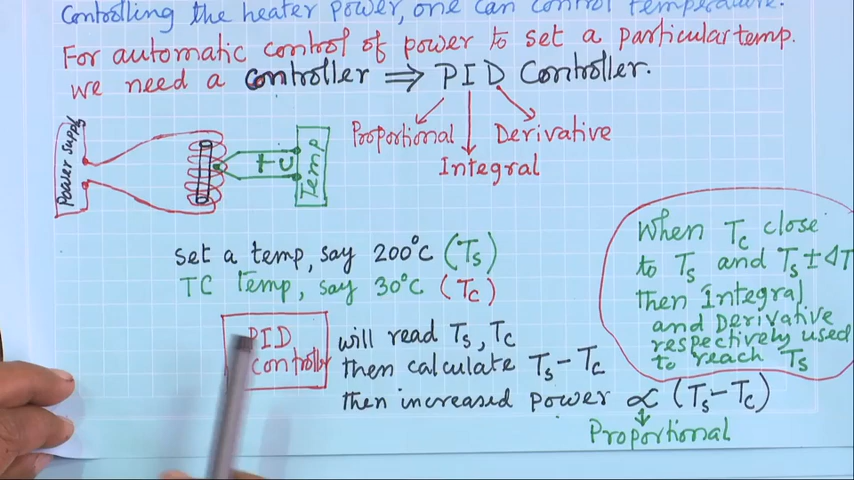 Controlling the heater power, one can control temperature.
For automatic control of power to set a particular temp.
we need a controller ⇒ PID Controller.
Proportional
Derivative
Integral
Power supply
+ U
Temp
set a temp, say 200°C (Ts)
TC Temp, say 30°C (Tc)
PID
controller
will read Ts, Tc
then calculate Ts - Tc
then increased power ∝ (Ts - Tc)
Proportional
When Tc close
to Ts and Ts ± ΔT
then Integral
and Derivative
respectively used
to reach Ts